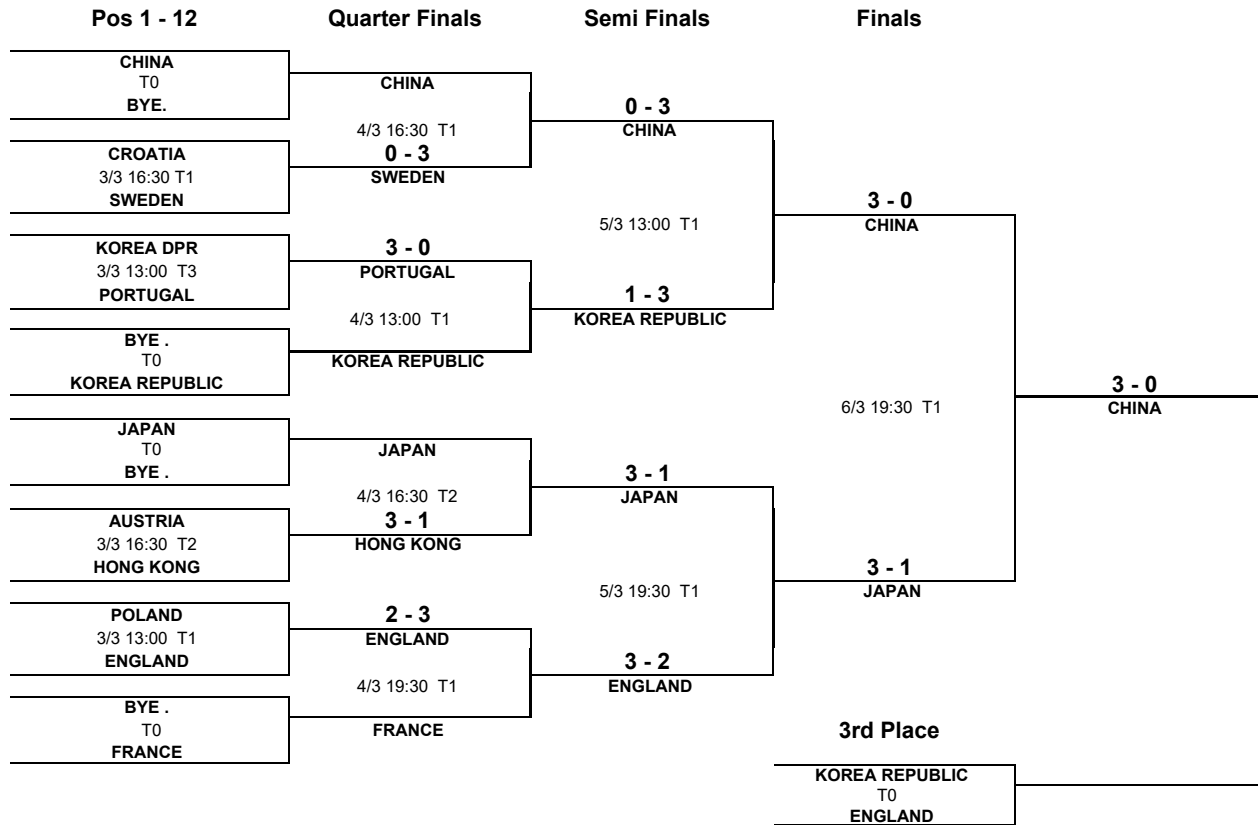 Pos 1 - 12
Quarter Finals
Semi Finals
Finals
CHINA
T0
BYE.
CROATIA
3/3 16:30 T1
SWEDEN
KOREA DPR
3/3 13:00 T3
PORTUGAL
BYE .
T0
KOREA REPUBLIC
JAPAN
T0
BYE .
AUSTRIA
3/3 16:30 T2
HONG KONG
POLAND
3/3 13:00 T1
ENGLAND
BYE .
T0
FRANCE
CHINA
4/3 16:30 T1
0 - 3
SWEDEN
3 - 0
PORTUGAL
4/3 13:00 T1
KOREA REPUBLIC
JAPAN
4/3 16:30 T2
3 - 1
HONG KONG
2 - 3
ENGLAND
4/3 19:30 T1
FRANCE
0 - 3
CHINA
5/3 13:00 T1
1 - 3
KOREA REPUBLIC
3 - 1
JAPAN
5/3 19:30 T1
3 - 2
ENGLAND
3 - 0
CHINA
6/3 19:30 T1
3 - 1
JAPAN
3 - 0
CHINA
3rd Place
KOREA REPUBLIC
T0
ENGLAND